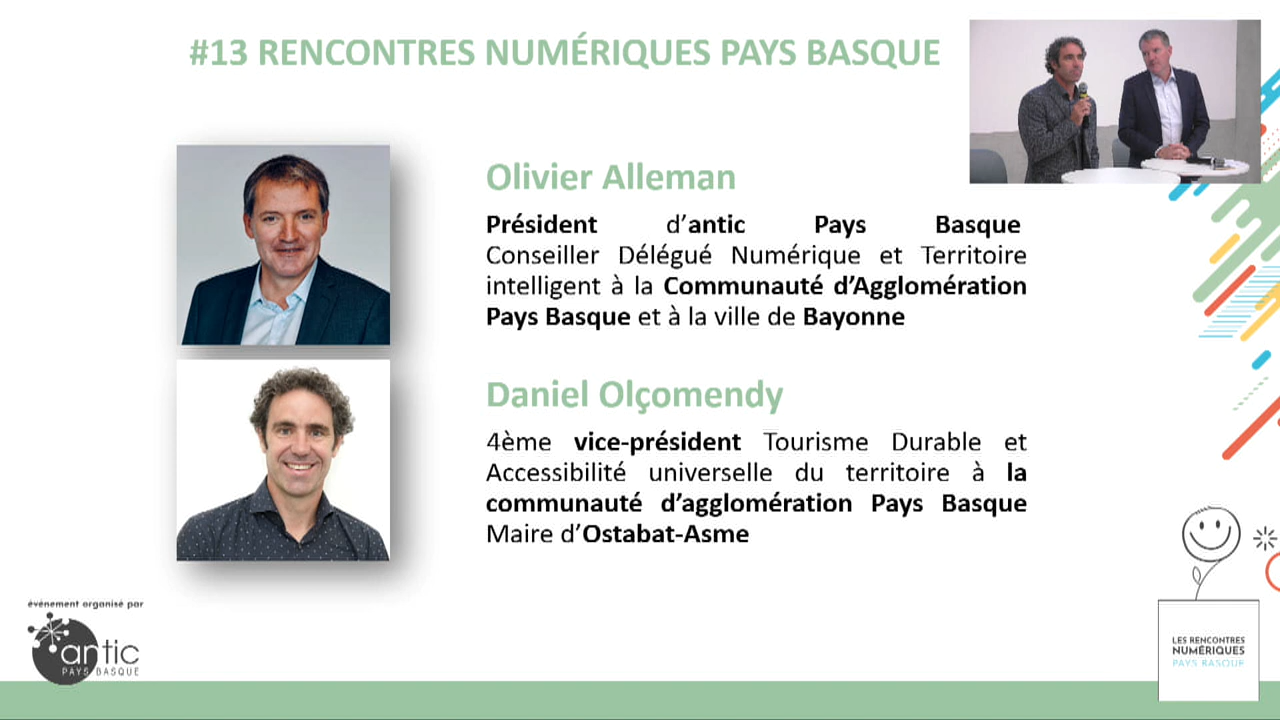 #13 RENCONTRES NUMÉRIQUES PAYS BASQUE
Olivier Alleman
Président d’antic Pays Basque
Conseiller Délégué Numérique et Territoire
intelligent à la Communauté d’Agglomération
Pays Basque et à la ville de Bayonne
Daniel Olçomendy
4ème vice-président Tourisme Durable et
Accessibilité universelle du territoire à la
communauté d’agglomération Pays Basque
Maire d’Ostabat-Asme
évènement organisé par
antic
PAYS BASQUE
LES RENCONTRES
NUMÉRIQUES
PAYS BASQUE